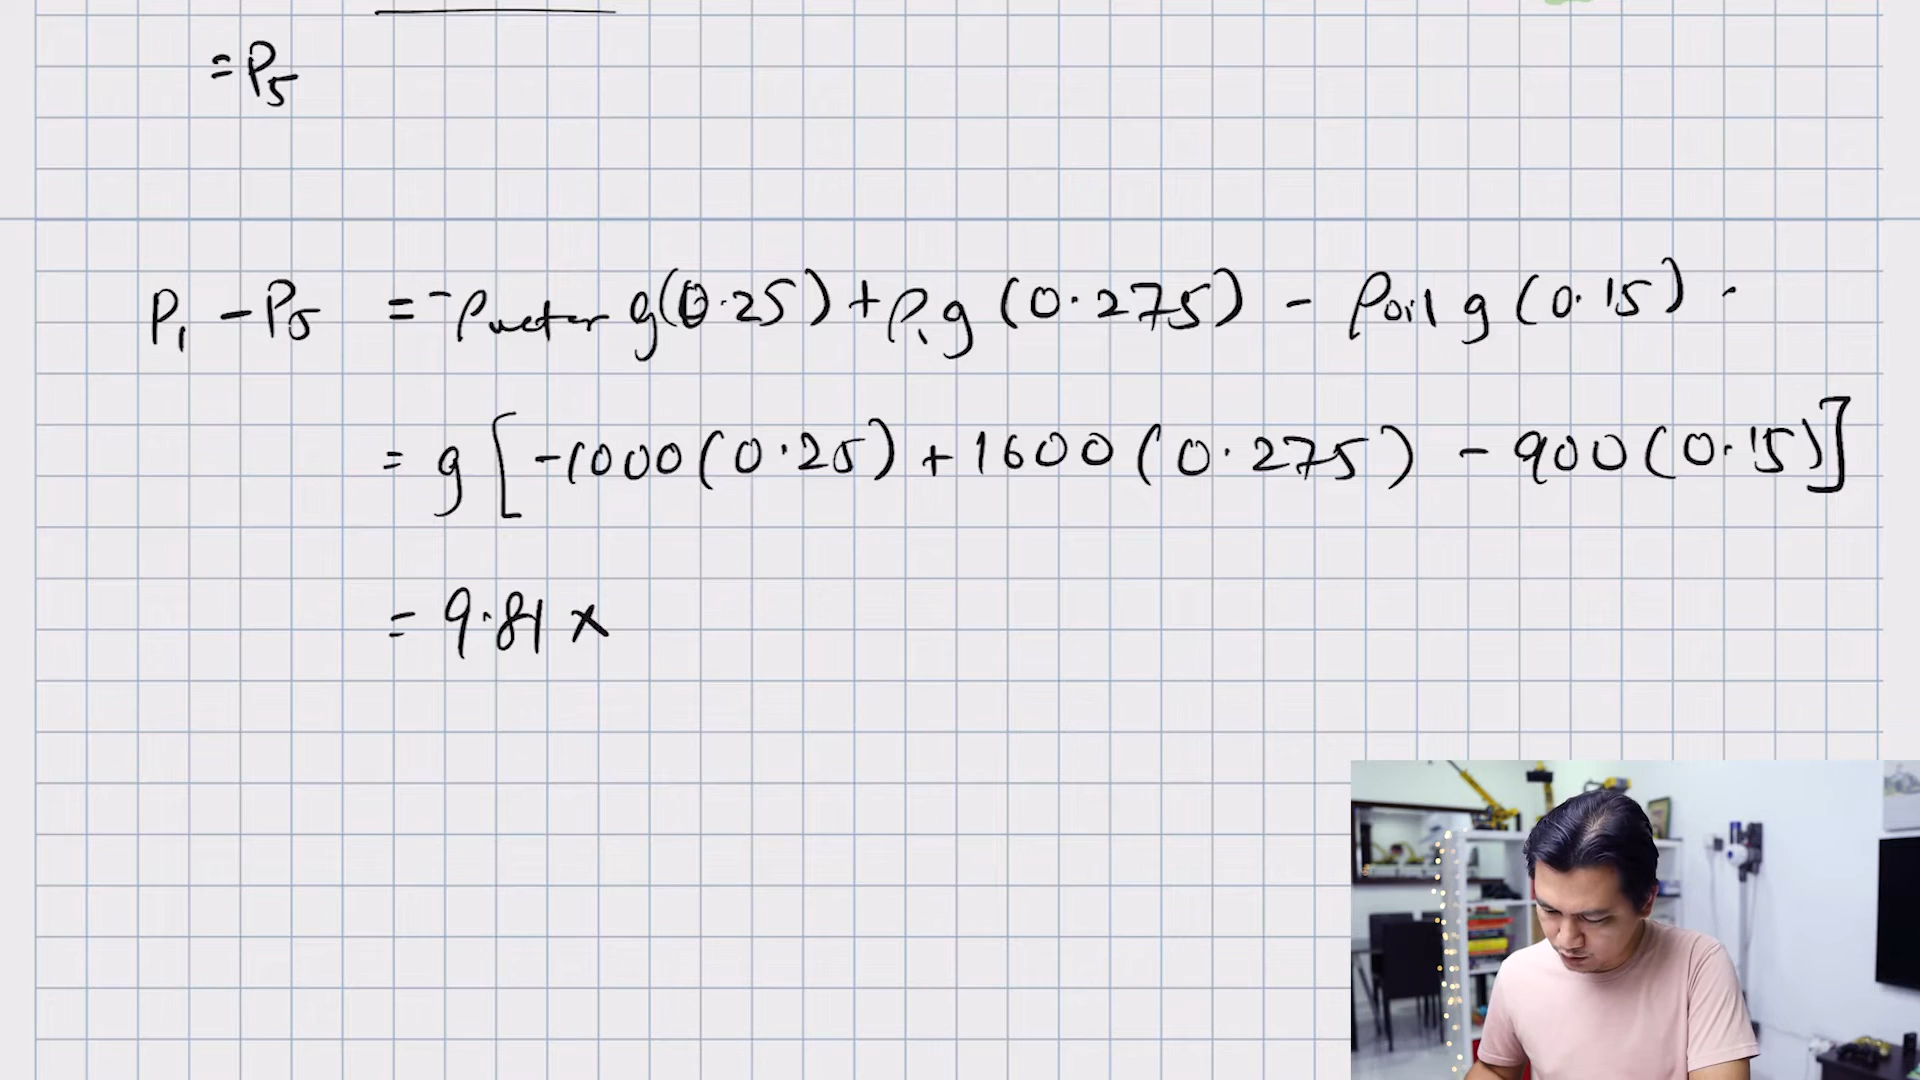 = P₅
P₁ - P₅ = -ρwater g(0.25) + ρ₁g (0.275) - ρoil g (0.15) .
= g [ -1000(0.25) + 1600(0.275) - 900(0.15)]
= 9.81 ×